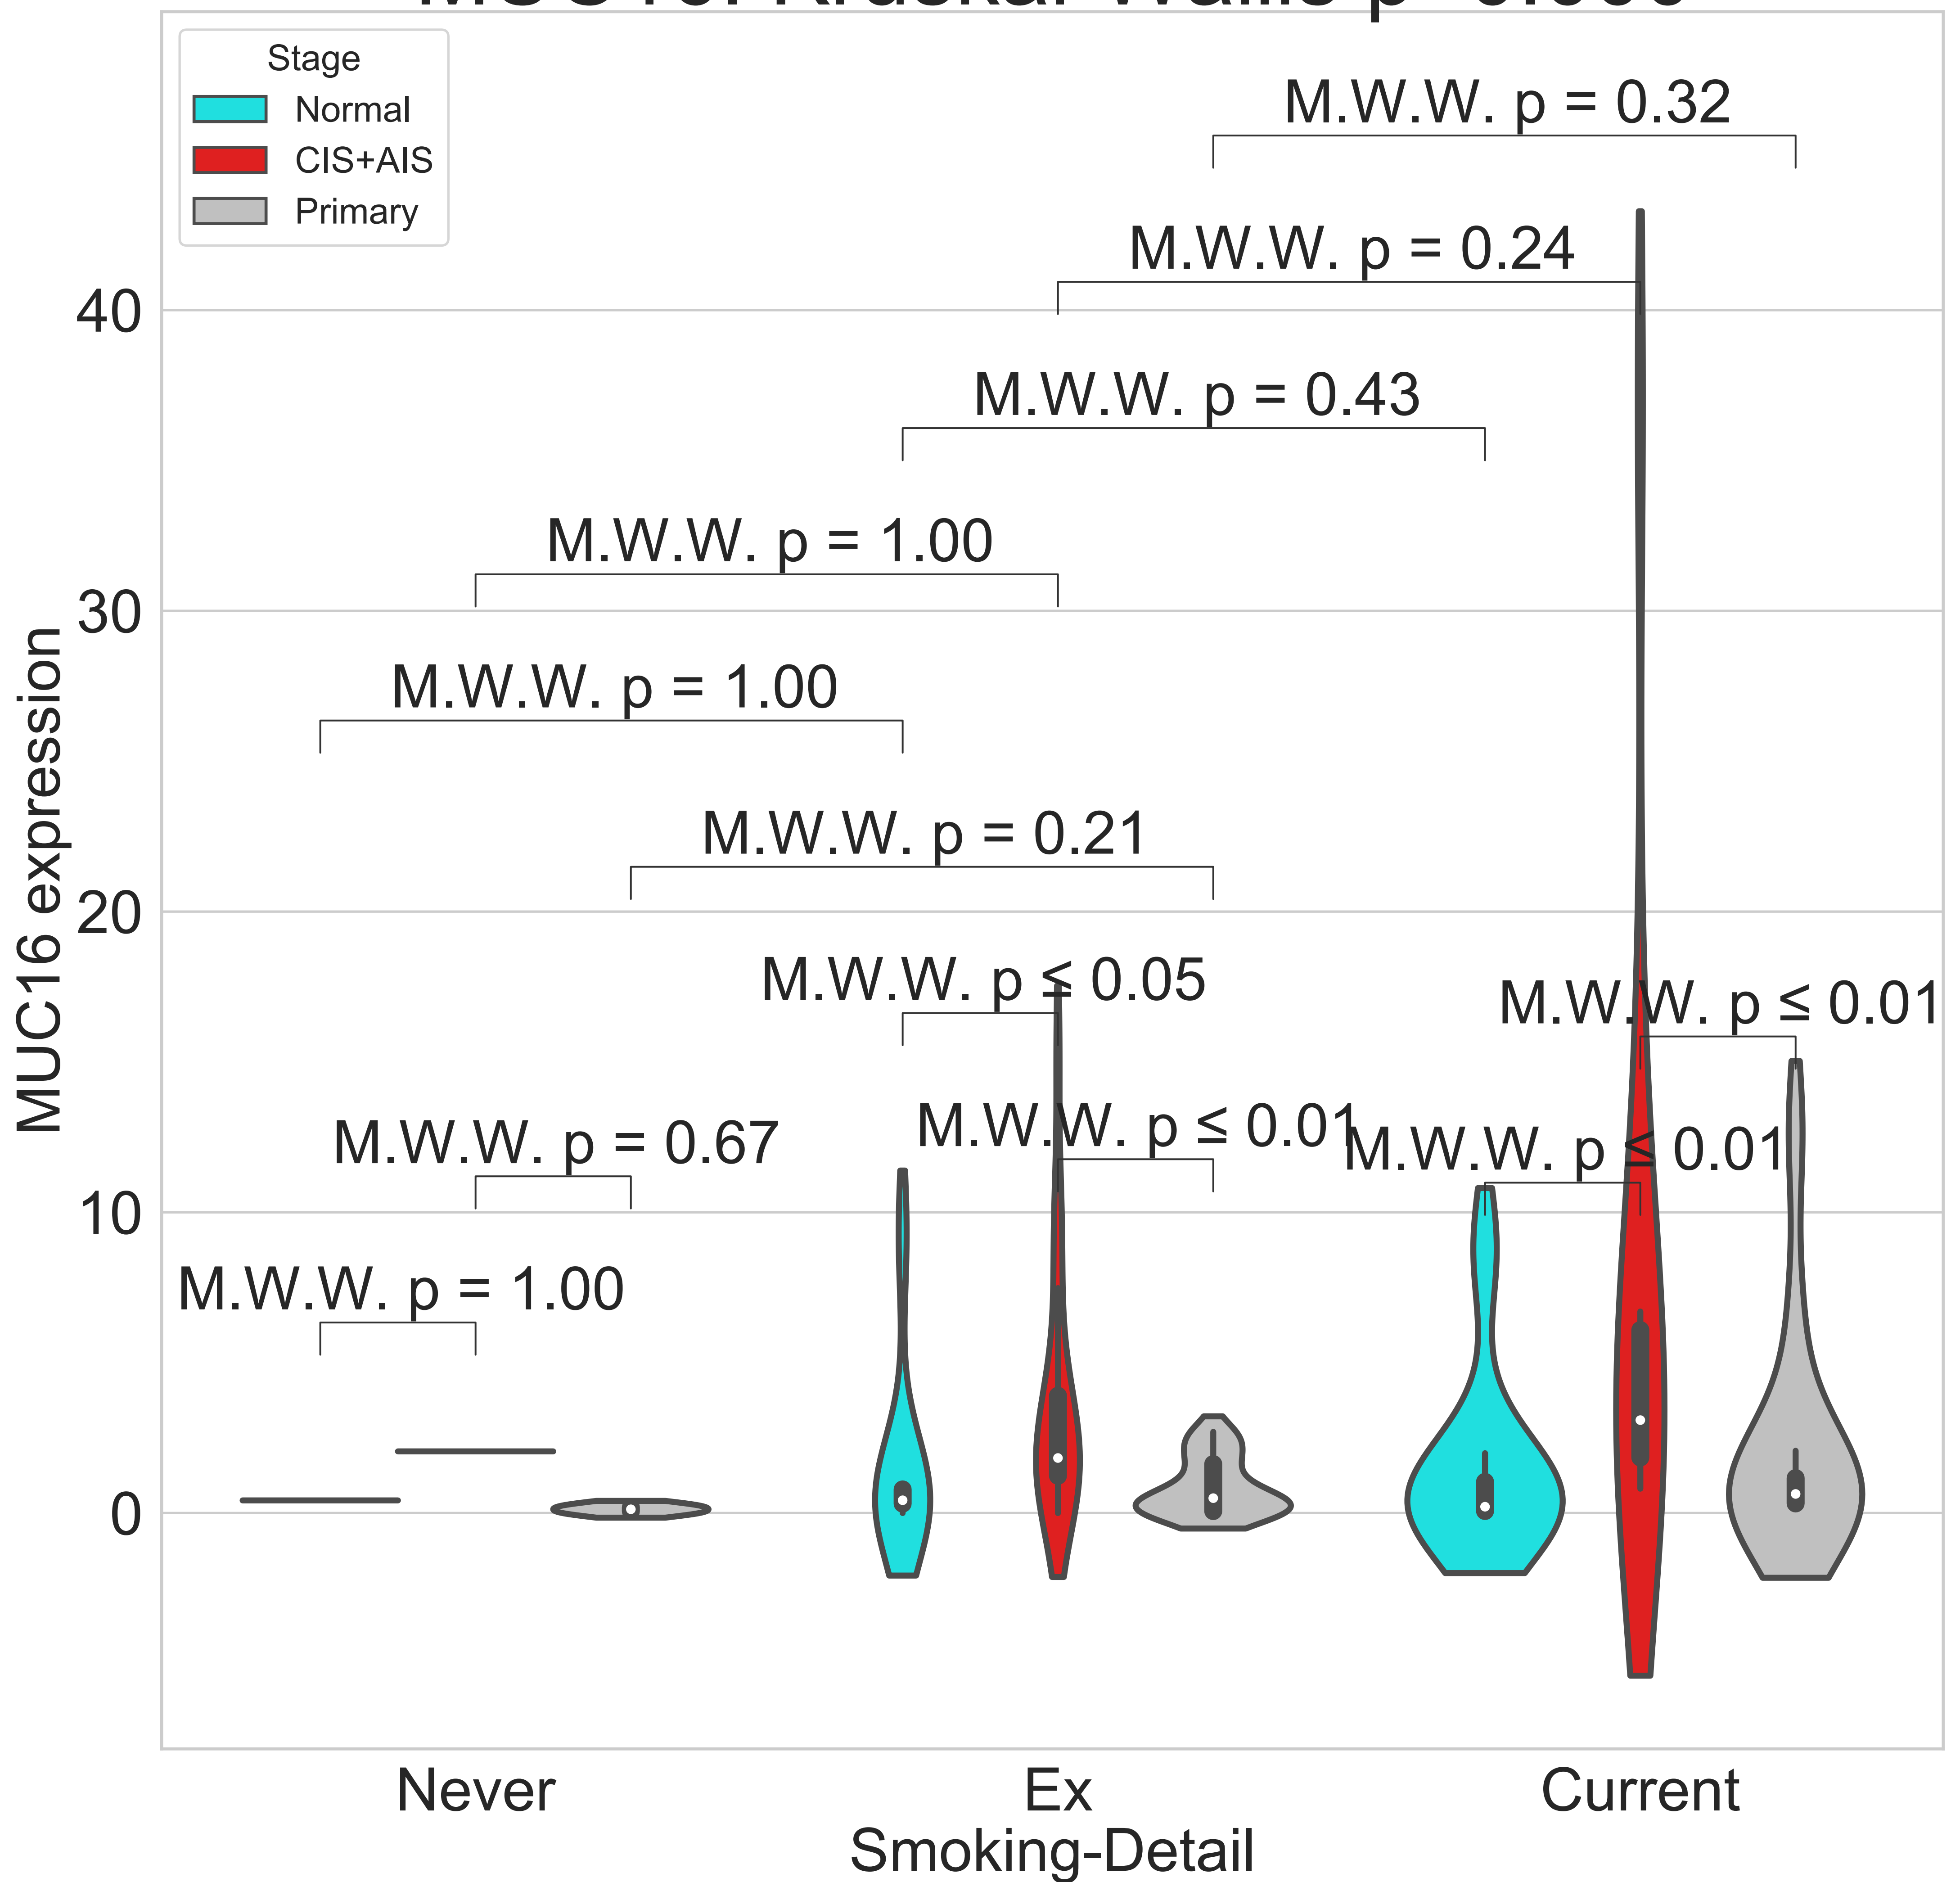 Stage
Normal
CIS+AIS
Primary
M.W.W. p = 0.32
M.W.W. p = 0.24
40
M.W.W. p = 0.43
M.W.W. p = 1.00
30
M.W.W. p = 1.00
M.W.W. p = 0.21
20
M.W.W. p ≤ 0.05
M.W.W. p ≤ 0.01
M.W.W. p ≤ 0.01
M.W.W. p = 0.67
M.W.W. p ≤ 0.01
10
M.W.W. p = 1.00
0
MUC16 expression
Never
Ex
Current
Smoking-Detail